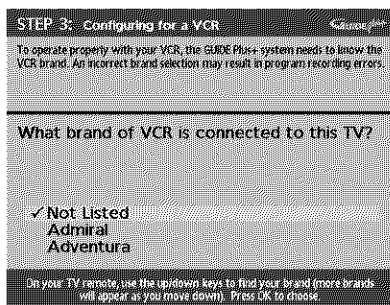 STEP 3: Configuring for a VCR
GUIDE Plus+
To operate properly with your VCR, the GUIDE Plus+ system needs to know the
VCR brand. An incorrect brand selection may result in program recording errors.
What brand of VCR is connected to this TV?
✓ Not Listed
Admiral
Adventura
On your TV remote, use the up/down keys to find your brand (more brands
will appear as you move down). Press OK to choose.